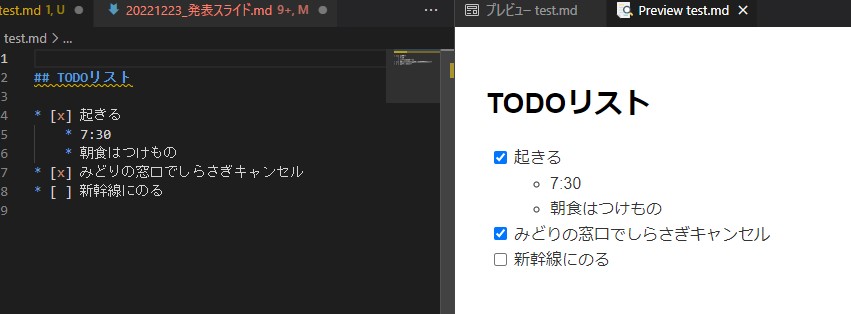 test.md 1, U
20221223_発表スライド.md 9+, M
...
test.md > ...
1
2 ## TODOリスト
3
4 * [x] 起きる
5 * 7:30
6 * 朝食はつけもの
7 * [x] みどりの窓口でしらさぎキャンセル
8 * [ ] 新幹線にのる
9
プレビュー test.md
Preview test.md
TODOリスト
起きる
7:30
朝食はつけもの
みどりの窓口でしらさぎキャンセル
新幹線にのる